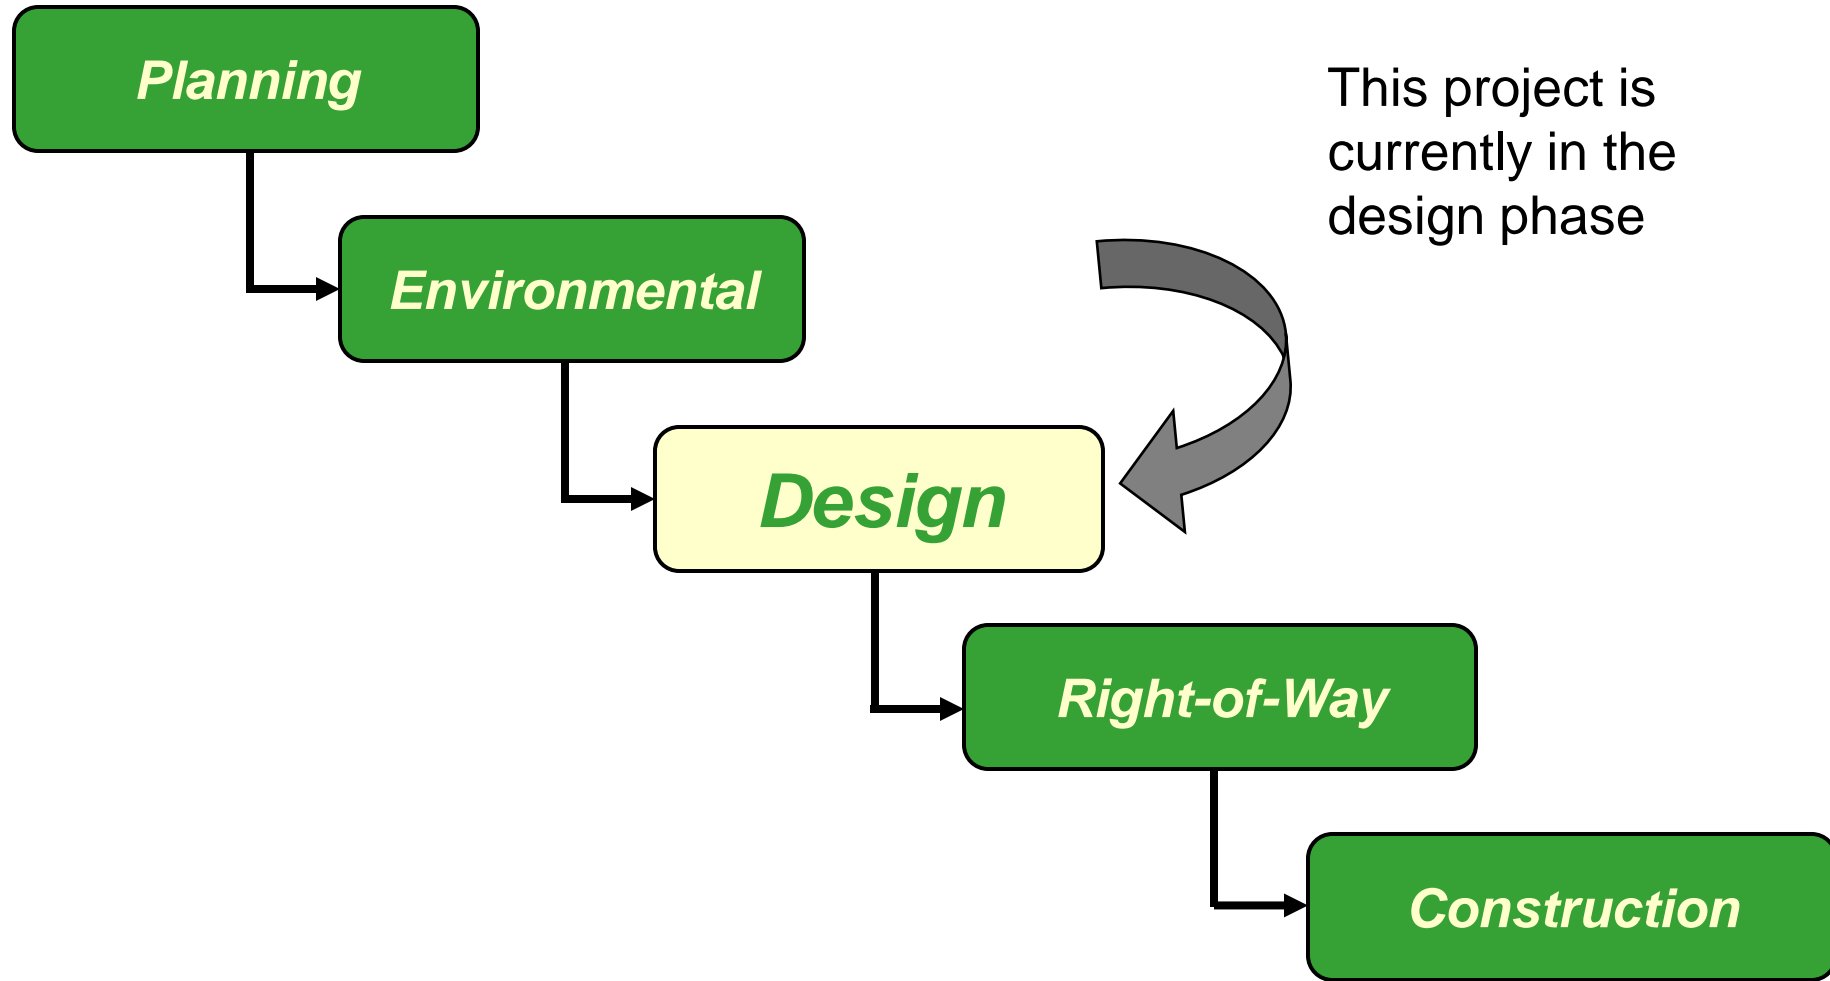 Planning
This project is
currently in the
design phase
Environmental
Design
Right-of-Way
Construction